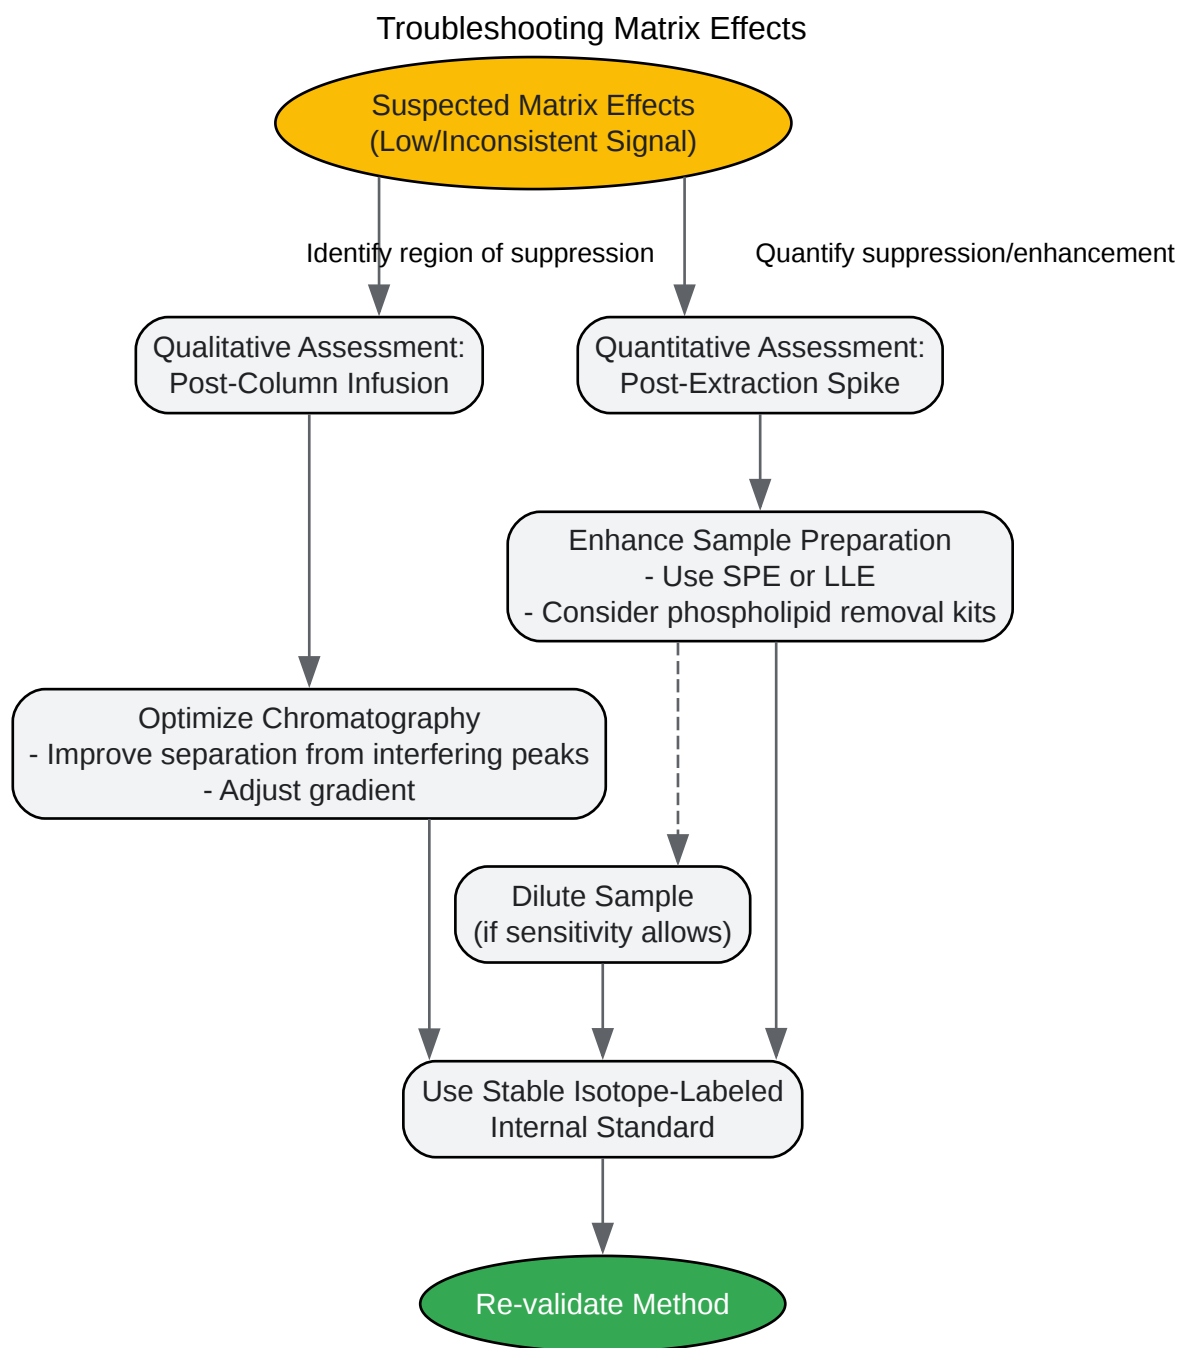 Troubleshooting Matrix Effects
Suspected Matrix Effects
(Low/Inconsistent Signal)
Identify region of suppression
Quantify suppression/enhancement
Qualitative Assessment:
Post-Column Infusion
Quantitative Assessment:
Post-Extraction Spike
Enhance Sample Preparation
- Use SPE or LLE
- Consider phospholipid removal kits
Optimize Chromatography
- Improve separation from interfering peaks
- Adjust gradient
Dilute Sample
(if sensitivity allows)
Use Stable Isotope-Labeled
Internal Standard
Re-validate Method